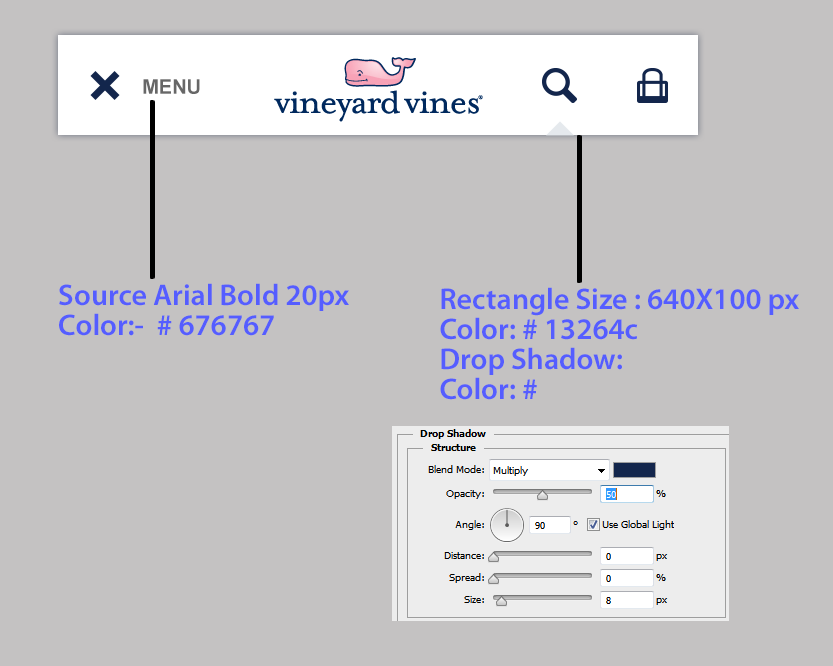 MENU
vineyard vines®
Source Arial Bold 20px
Color:- # 676767
Rectangle Size : 640X100 px
Color: # 13264c
Drop Shadow:
Color: #
Drop Shadow
Structure
Blend Mode: Multiply
Opacity: 50 %
Angle: 90 ° Use Global Light
Distance: 0 px
Spread: 0 %
Size: 8 px